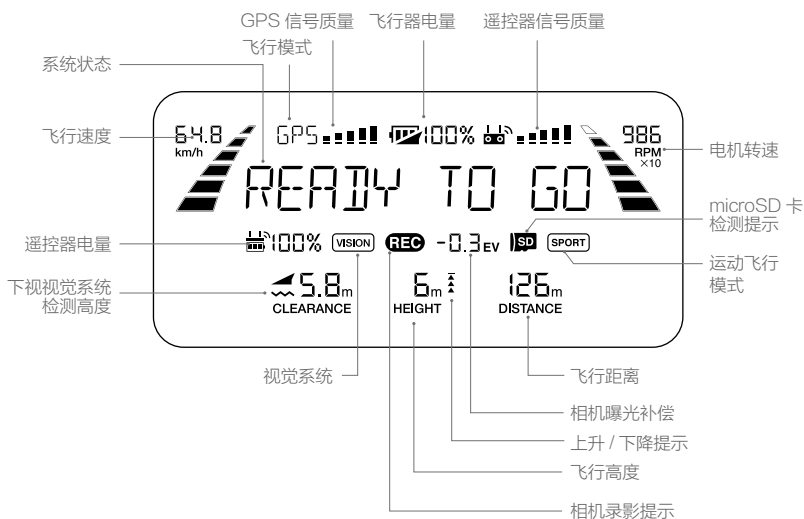 GPS 信号质量
飞行器电量
遥控器信号质量
飞行模式
系统状态
飞行速度
64.8
km/h
GPS
100%
986
RPM
×10
电机转速
READY TO GO
microSD 卡
检测提示
遥控器电量
100%
VISION
REC
-0.3 EV
SD
SPORT
运动飞行
模式
下视视觉系统
检测高度
5.8m
CLEARANCE
6m
HEIGHT
126m
DISTANCE
视觉系统
飞行距离
相机曝光补偿
上升 / 下降提示
飞行高度
相机录影提示